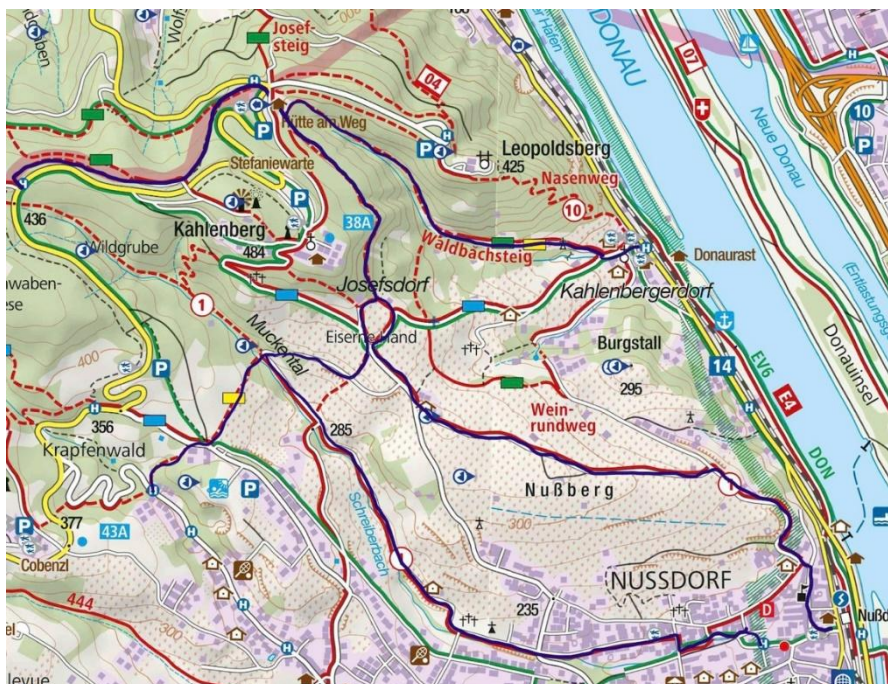 Josef-
steig
04
DONAU
07
Neue Donau
10
P
H
P
Hütte am Weg
Stefaniewarte
P
Leopoldsberg
425
Nasenweg
10
436
Kahlenberg
484
38A
Waldbachsteig
Donaurast
Wildgrube
Josefsdorf
Kahlenbergerdorf
1
Muckental
Eiserne Hand
Burgstall
295
14
EV6
E4
DON
Donauinsel
400
P
H
356
Krapfenwald
285
Wein-
rundweg
Nußberg
Schreiberbach
300
P
377
43A
Cobenzl
P
NUSSDORF
235
D
444
300
H